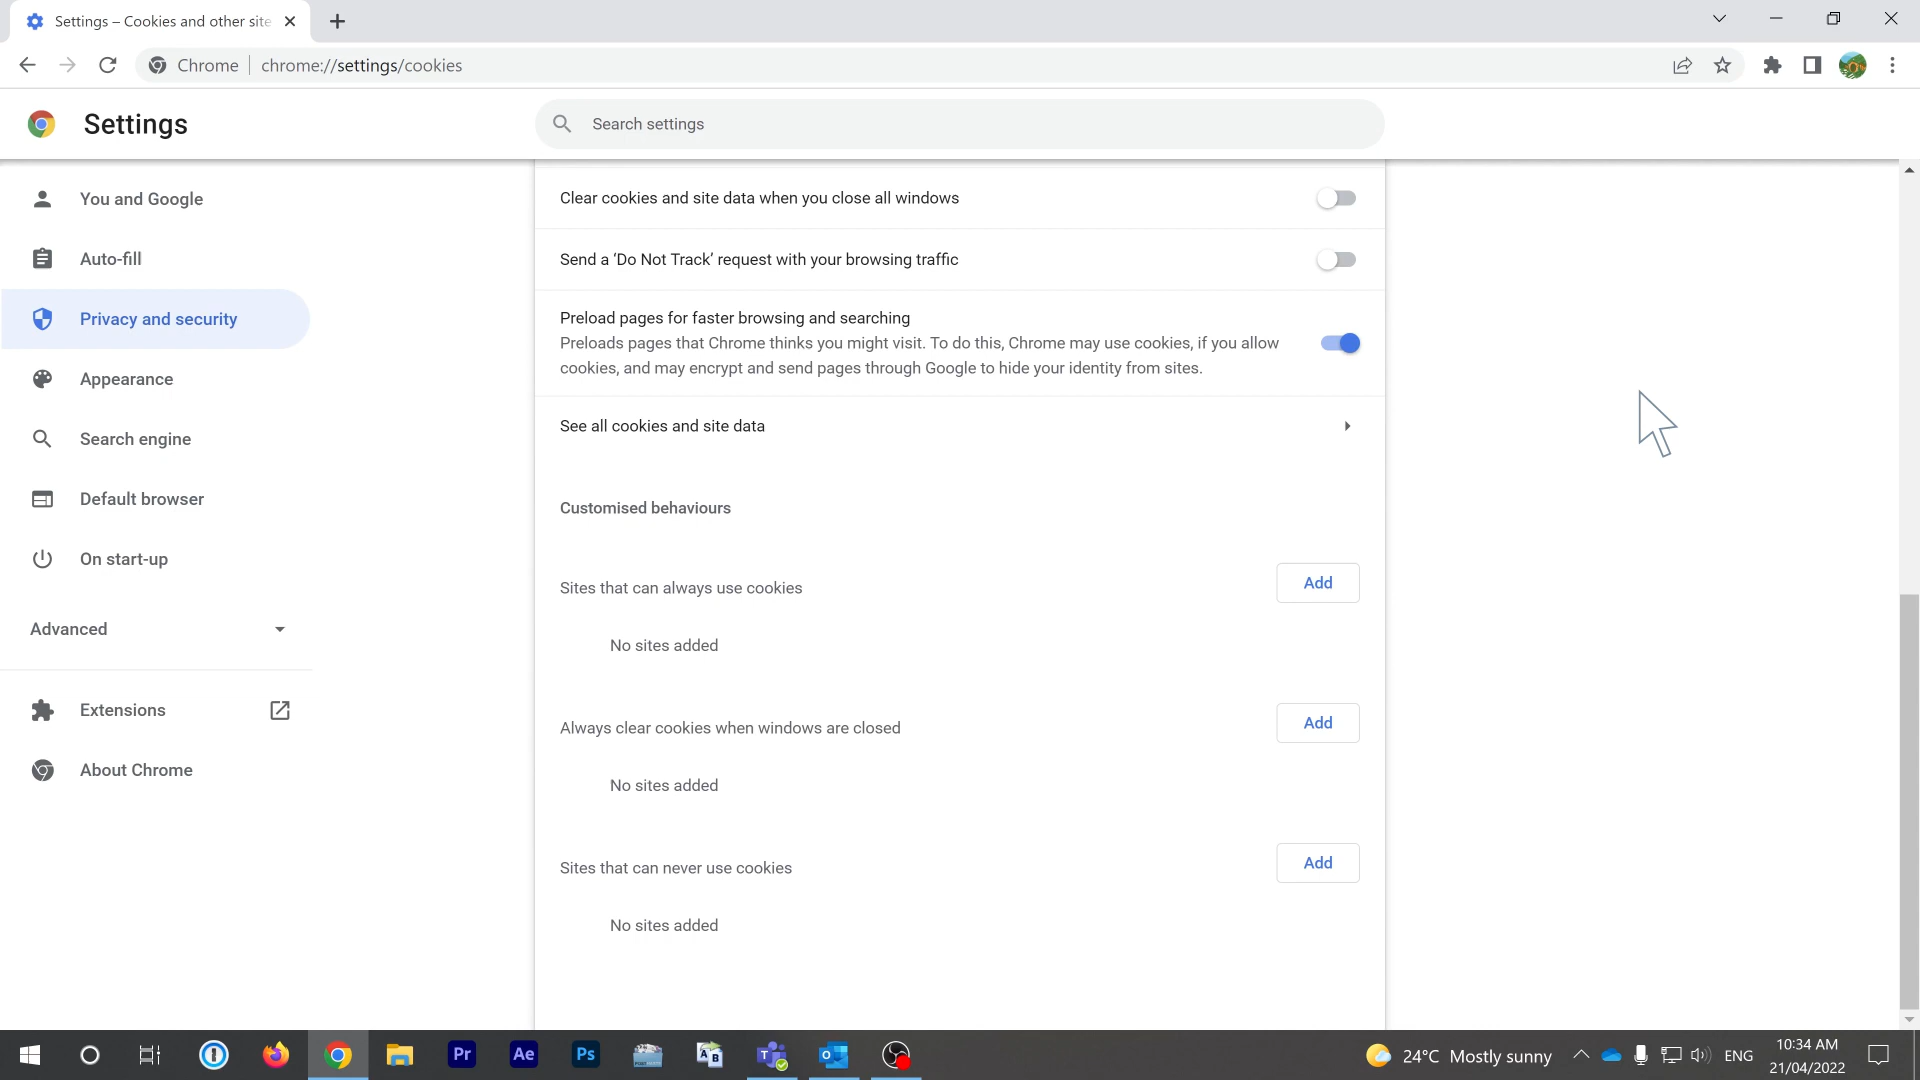 Settings – Cookies and other site
Chrome
chrome://settings/cookies
Settings
Search settings
You and Google
Auto-fill
Privacy and security
Appearance
Search engine
Default browser
On start-up
Advanced
Extensions
About Chrome
Clear cookies and site data when you close all windows
Send a ‘Do Not Track’ request with your browsing traffic
Preload pages for faster browsing and searching
Preloads pages that Chrome thinks you might visit. To do this, Chrome may use cookies, if you allow
cookies, and may encrypt and send pages through Google to hide your identity from sites.
See all cookies and site data
Customised behaviours
Sites that can always use cookies
Add
No sites added
Always clear cookies when windows are closed
Add
No sites added
Sites that can never use cookies
Add
No sites added
Pr
Ae
Ps
24°C Mostly sunny
ENG
10:34 AM
21/04/2022